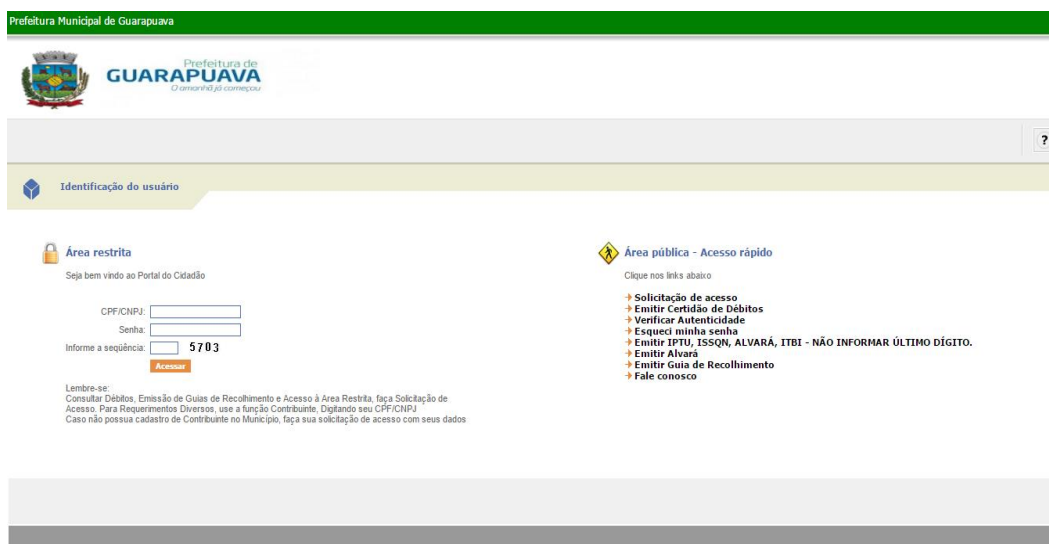 Prefeitura Municipal de Guarapuava
Prefeitura de
GUARAPUAVA
O amanhã já começou
?
Identificação do usuário
Área restrita
Seja bem vindo ao Portal do Cidadão
CPF/CNPJ:
Senha:
Informe a seqüência: 5703
Acessar
Lembre-se:
Consultar Débitos, Emissão de Guias de Recolhimento e Acesso à Area Restrita, faça Solicitação de
Acesso. Para Requerimentos Diversos, use a função Contribuinte, Digitando seu CPF/CNPJ
Caso não possua cadastro de Contribuinte no Município, faça sua solicitação de acesso com seus dados
Área pública - Acesso rápido
Clique nos links abaixo
Solicitação de acesso
Emitir Certidão de Débitos
Verificar Autenticidade
Esqueci minha senha
Emitir IPTU, ISSQN, ALVARÁ, ITBI - NÃO INFORMAR ÚLTIMO DÍGITO.
Emitir Alvará
Emitir Guia de Recolhimento
Fale conosco